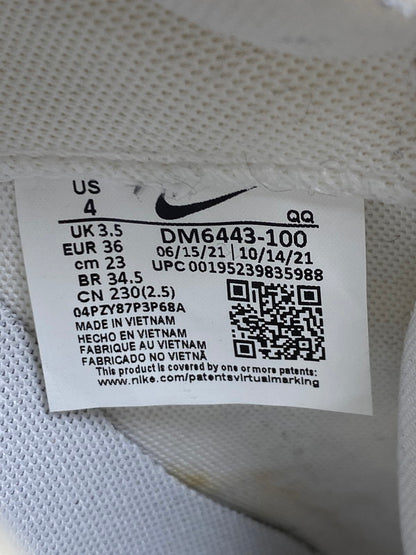 US
4
aa
UK 3.5
EUR 36
cm 23
BR 34.5
CN 230(2.5)
04PZY87P3P68A
DM6443-100
06/15/21 | 10/14/21
UPC 00195239835988
MADE IN VIETNAM
HECHO EN VIETNAM
FABRIQUE AU VIETNAM
FABRICADO NO VIETNÃ
This product is covered by one or more patents:
www.nike.com/patentsvirtualmarking